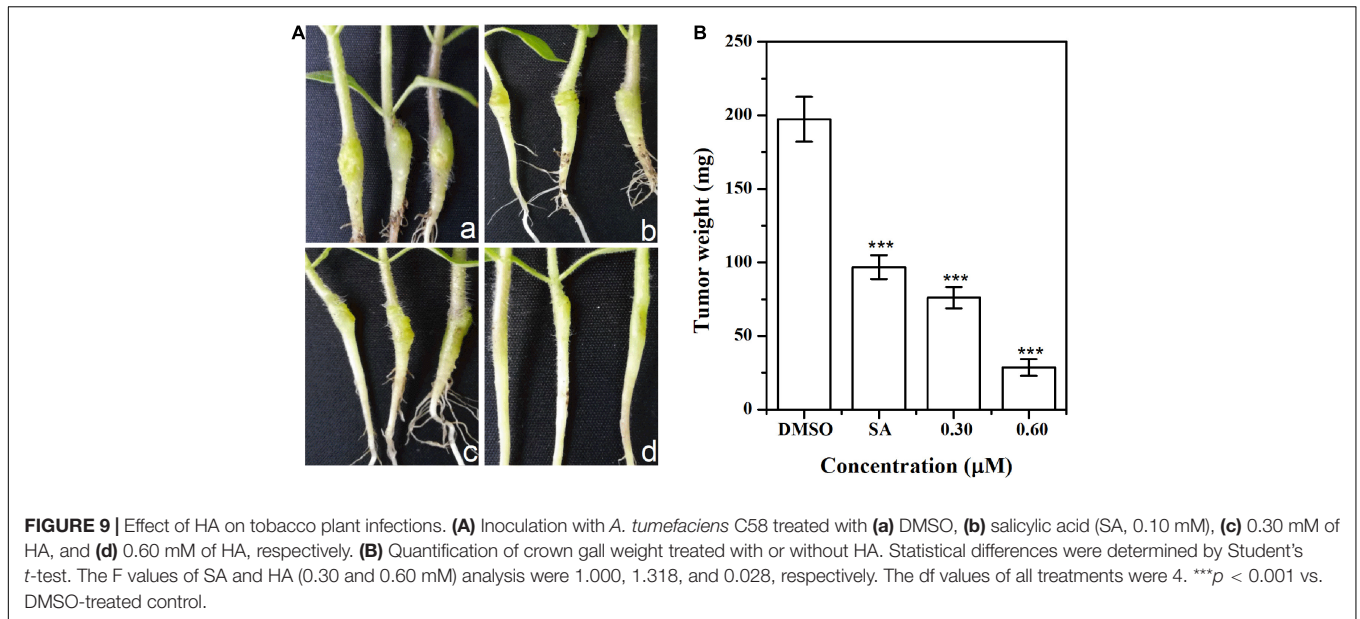 A
a
b
c
d
B
250
200
150
100
50
0
Tumor weight (mg)
***
***
***
DMSO SA 0.30 0.60
Concentration (μM)
FIGURE 9 | Effect of HA on tobacco plant infections. (A) Inoculation with A. tumefaciens C58 treated with (a) DMSO, (b) salicylic acid (SA, 0.10 mM), (c) 0.30 mM of
HA, and (d) 0.60 mM of HA, respectively. (B) Quantification of crown gall weight treated with or without HA. Statistical differences were determined by Student's
t-test. The F values of SA and HA (0.30 and 0.60 mM) analysis were 1.000, 1.318, and 0.028, respectively. The df values of all treatments were 4. ***p < 0.001 vs.
DMSO-treated control.